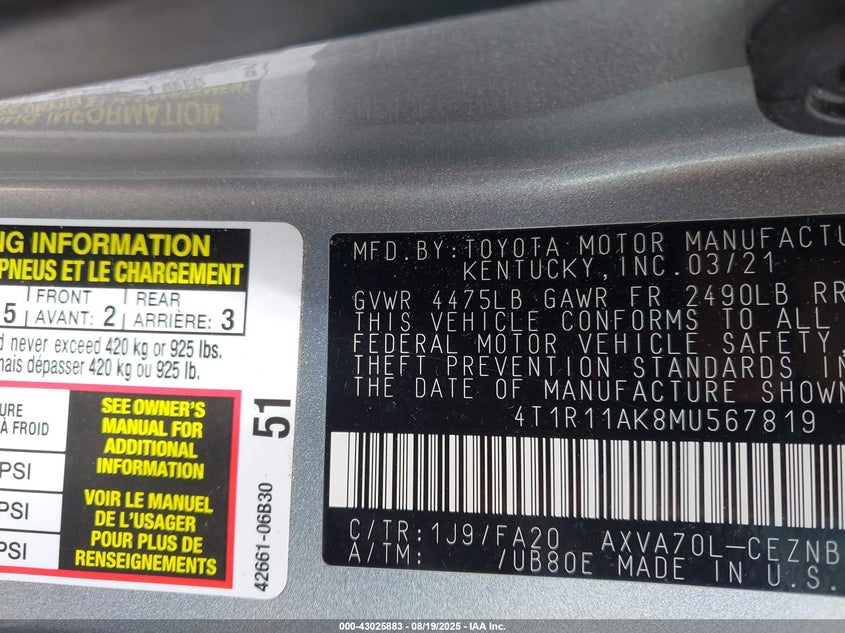 NG INFORMATION
PNEUS ET LE CHARGEMENT
5 FRONT AVANT: 2 REAR ARRIÈRE: 3
d never exceed 420 kg or 925 lbs.
mais dépasser 420 kg ou 925 lb.
URE
À FROID
PSI
PSI
PSI
SEE OWNER'S
MANUAL FOR
ADDITIONAL
INFORMATION
VOIR LE MANUEL
DE L'USAGER
POUR PLUS DE
RENSEIGNEMENTS
51
42661-06B30
MFD. BY: TOYOTA MOTOR MANUFACTU
KENTUCKY, INC. 03/21
GVWR 4475LB GAWR FR 2490LB RR
THIS VEHICLE CONFORMS TO ALL
FEDERAL MOTOR VEHICLE SAFETY,
THEFT PREVENTION STANDARDS IN
THE DATE OF MANUFACTURE SHOWN
4T1R11AK8MU567819
C/TR: 1J9/FA20 AXVA70L-CEZNB
A/TM: /UB80E MADE IN U.S.
000-43025883 - 08/19/2025 - IAA Inc.